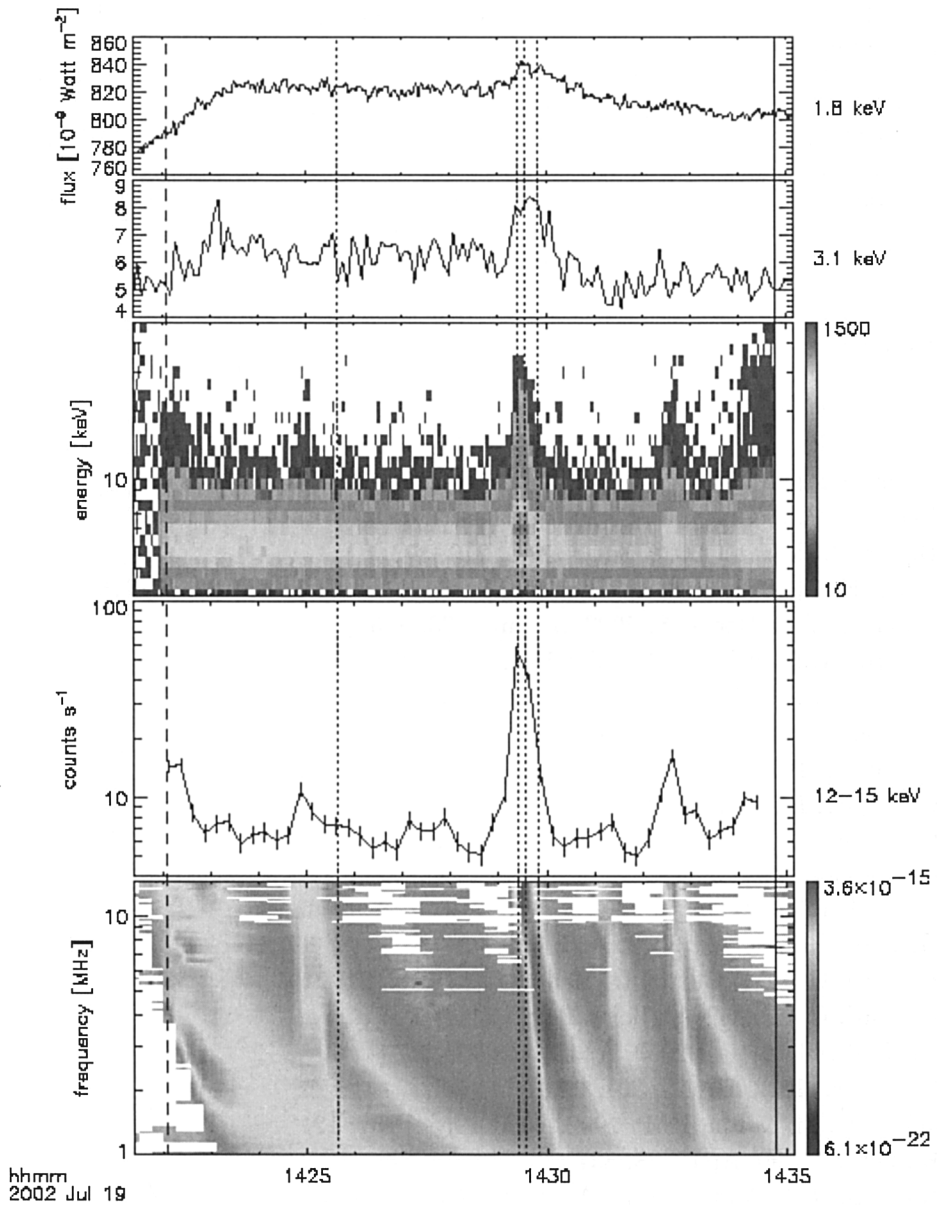 flux [10⁻⁹ Watt m⁻²]
860
840
820
800
780
760
1.8 keV
9
8
7
6
5
4
3.1 keV
energy [keV]
10
1500
10
counts s⁻¹
100
10
12-15 keV
frequency [MHz]
10
1
3.6×10⁻¹⁵
6.1×10⁻²²
hhmm
2002 Jul 19
1425
1430
1435